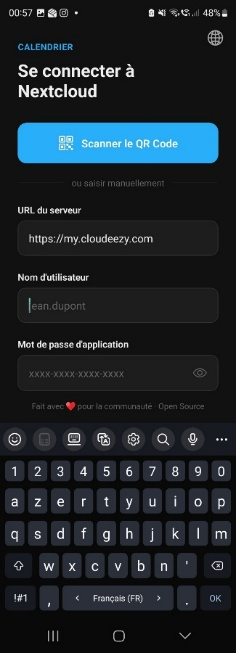 00:57
48%
CALENDRIER
Se connecter à
Nextcloud
Scanner le QR Code
ou saisir manuellement
URL du serveur
https://my.cloudeezy.com
Nom d'utilisateur
jean.dupont
Mot de passe d'application
xxxx-xxxx-xxxx-xxxx
Fait avec ❤️ pour la communauté · Open Source
1 2 3 4 5 6 7 8 9 0
a z e r t y u i o p
q s d f g h j k l m
w x c v b n '
!#1 , < Français (FR) > . OK